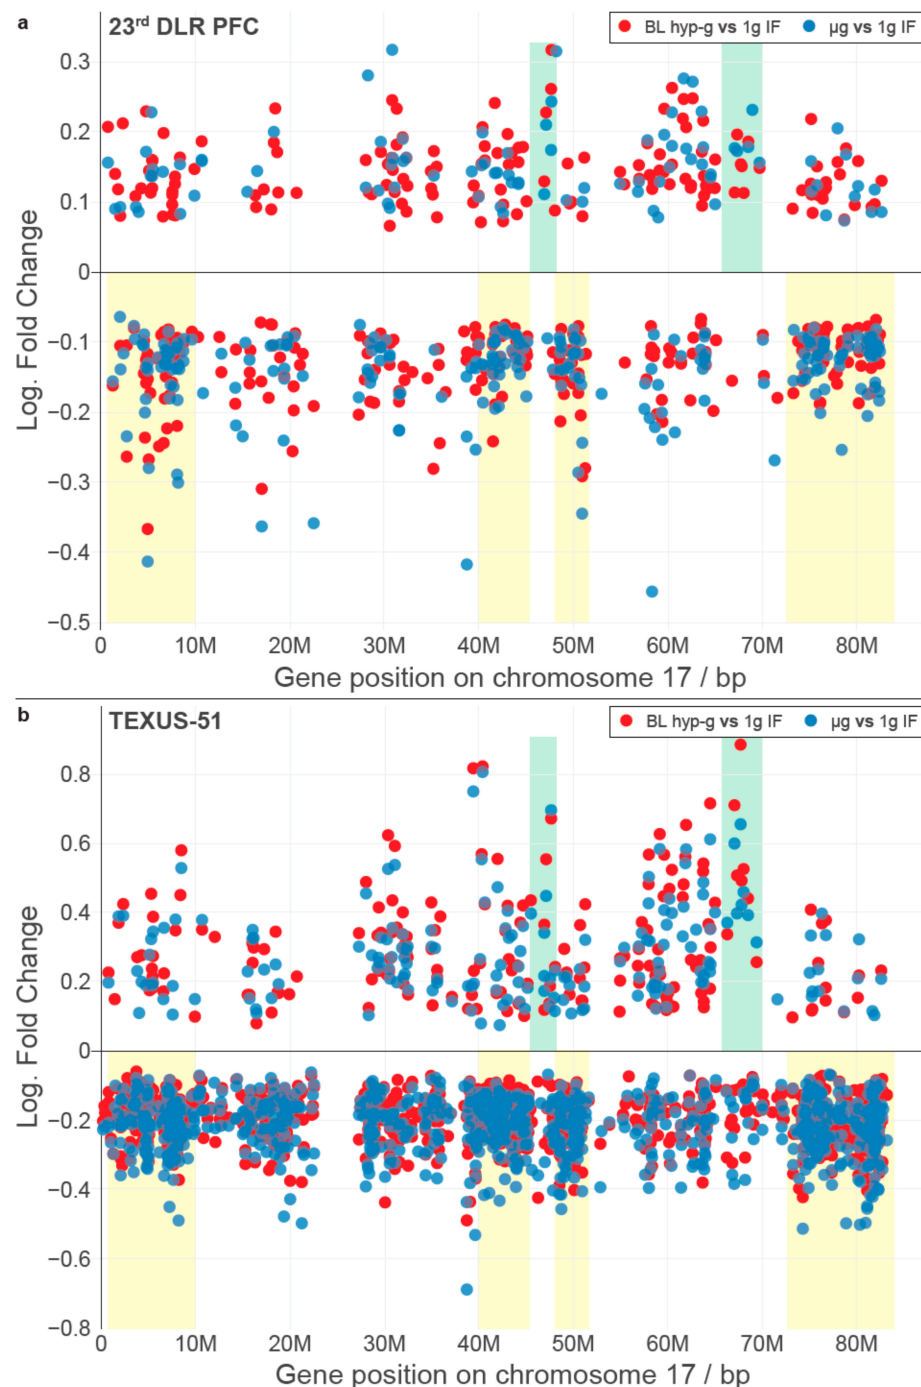 a
23rd DLR PFC
BL hyp-g vs 1g IF
µg vs 1g IF
0.3
0.2
0.1
0
−0.1
−0.2
−0.3
−0.4
−0.5
Log. Fold Change
0
10M
20M
30M
40M
50M
60M
70M
80M
Gene position on chromosome 17 / bp
b
TEXUS-51
BL hyp-g vs 1g IF
µg vs 1g IF
0.8
0.6
0.4
0.2
0
−0.2
−0.4
−0.6
−0.8
Log. Fold Change
0
10M
20M
30M
40M
50M
60M
70M
80M
Gene position on chromosome 17 / bp